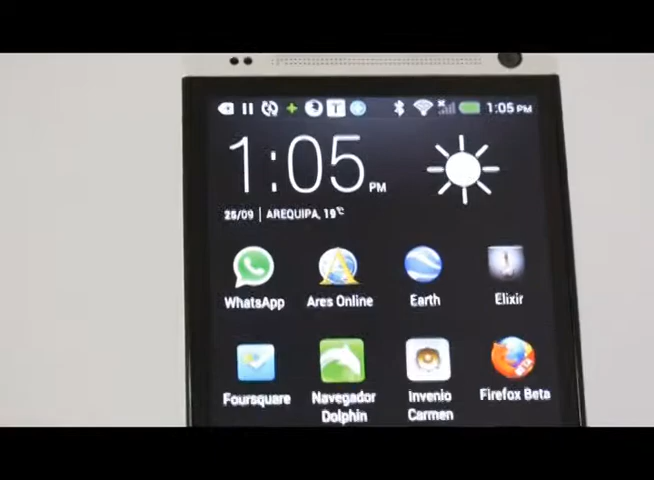 1:05 PM
1:05 PM
25/09 | AREQUIPA, 19°C
WhatsApp
Ares Online
Earth
Elixir
Foursquare
Navegador
Dolphin
Invenio
Carmen
Firefox Beta
BETA